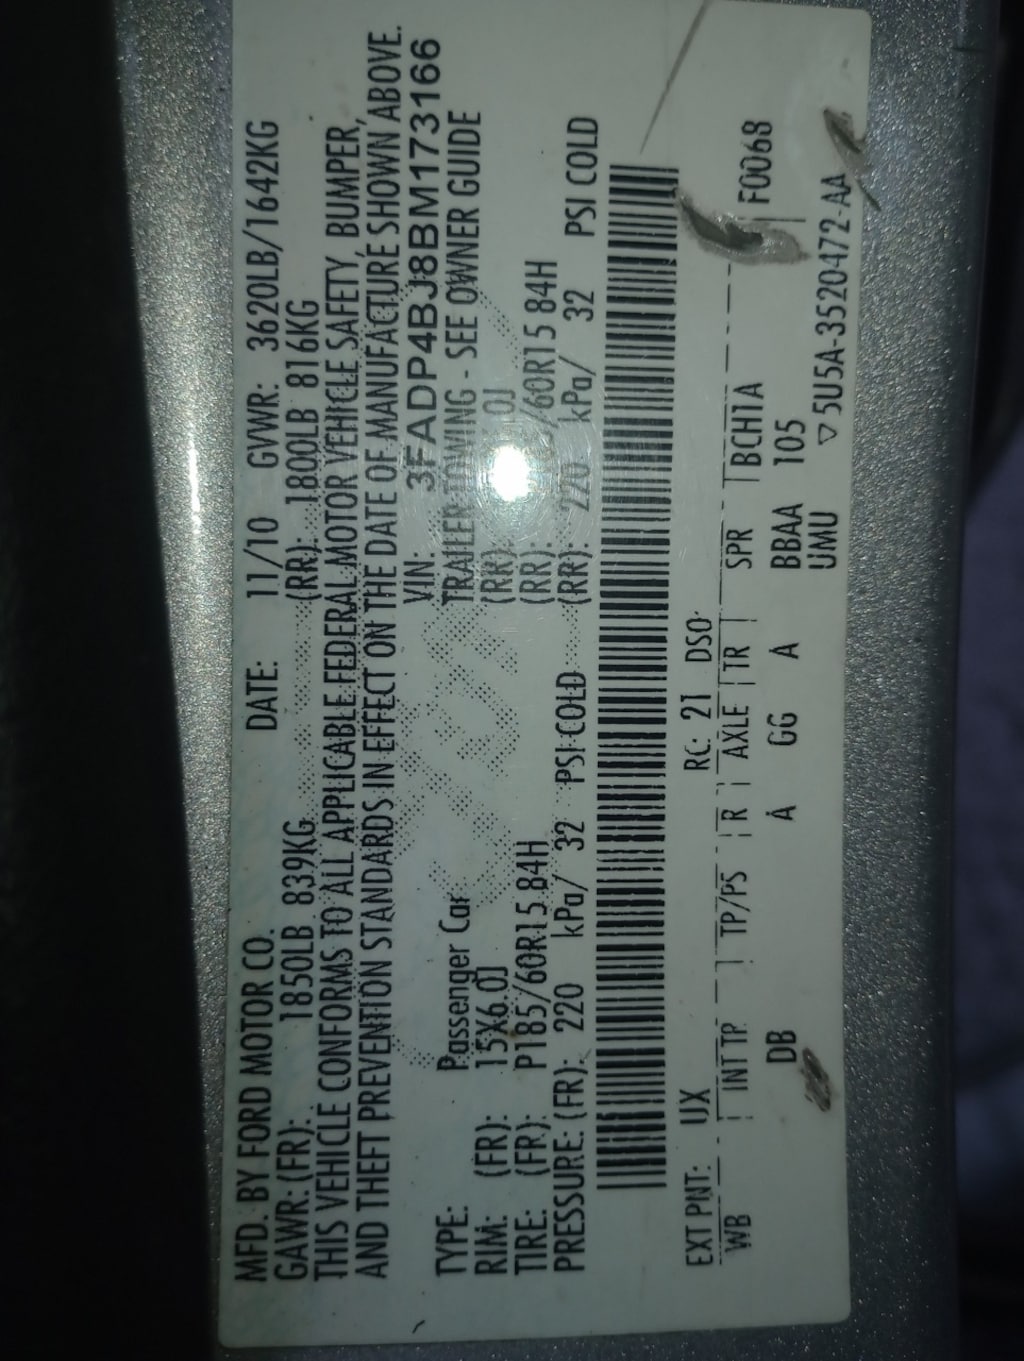 MFD. BY FORD MOTOR CO. DATE: 11/10 GVWR: 3620LB/1642KG
GAWR: (FR): 1850LB 839KG (RR): 1800LB 816KG
THIS VEHICLE CONFORMS TO ALL APPLICABLE FEDERAL MOTOR VEHICLE SAFETY, BUMPER,
AND THEFT PREVENTION STANDARDS IN EFFECT ON THE DATE OF MANUFACTURE SHOWN ABOVE.
VIN: 3FADP4BJ8BM173166
TYPE: Passenger Car TRAILER TOWING - SEE OWNER GUIDE
RIM: (FR): 15X6.0J (RR):
TIRE: (FR): P185/60R15 84H (RR): /60R15 84H
PRESSURE: (FR): 220 kPa/ 32 PSI COLD (RR): 220 kPa/ 32 PSI COLD
EXT PNT: UX RC: 21 DSO:
WB INT TR TP/PS R AXLE TR SPR BCH1A F0068
DB A GG A BBAA 105
UMU ▽ 5U5A-3520472-AA